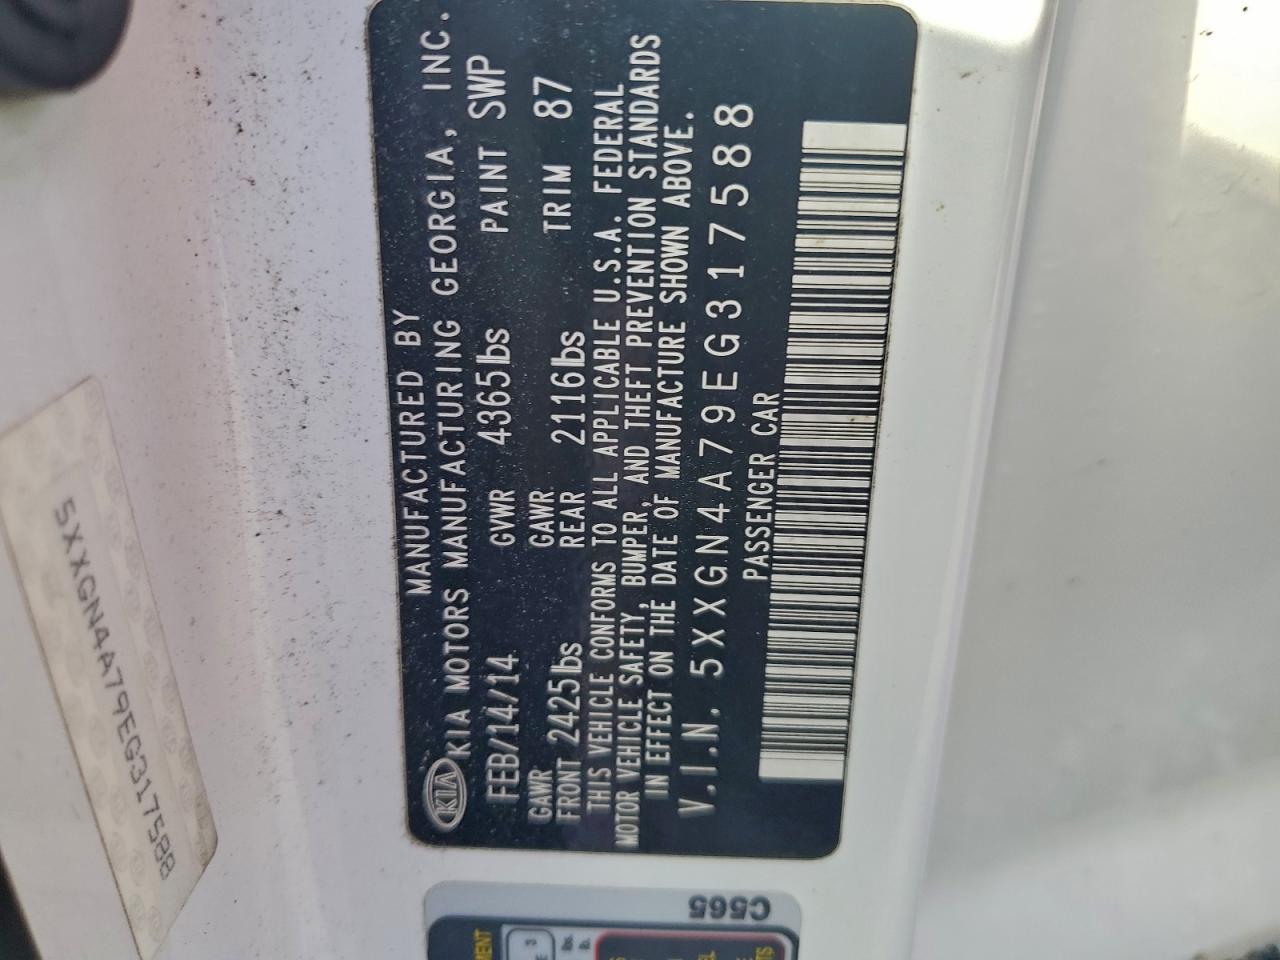 MANUFACTURED BY
KIA KIA MOTORS MANUFACTURING GEORGIA, INC.
FEB/14/14 GVWR 4365lbs PAINT SWP
GAWR FRONT 2425lbs GAWR REAR 2116lbs TRIM 87
THIS VEHICLE CONFORMS TO ALL APPLICABLE U.S.A. FEDERAL
MOTOR VEHICLE SAFETY, BUMPER, AND THEFT PREVENTION STANDARDS
IN EFFECT ON THE DATE OF MANUFACTURE SHOWN ABOVE.
V.I.N. 5XXGN4A79EG317588
PASSENGER CAR
5XXGN4A79EG317588
C565